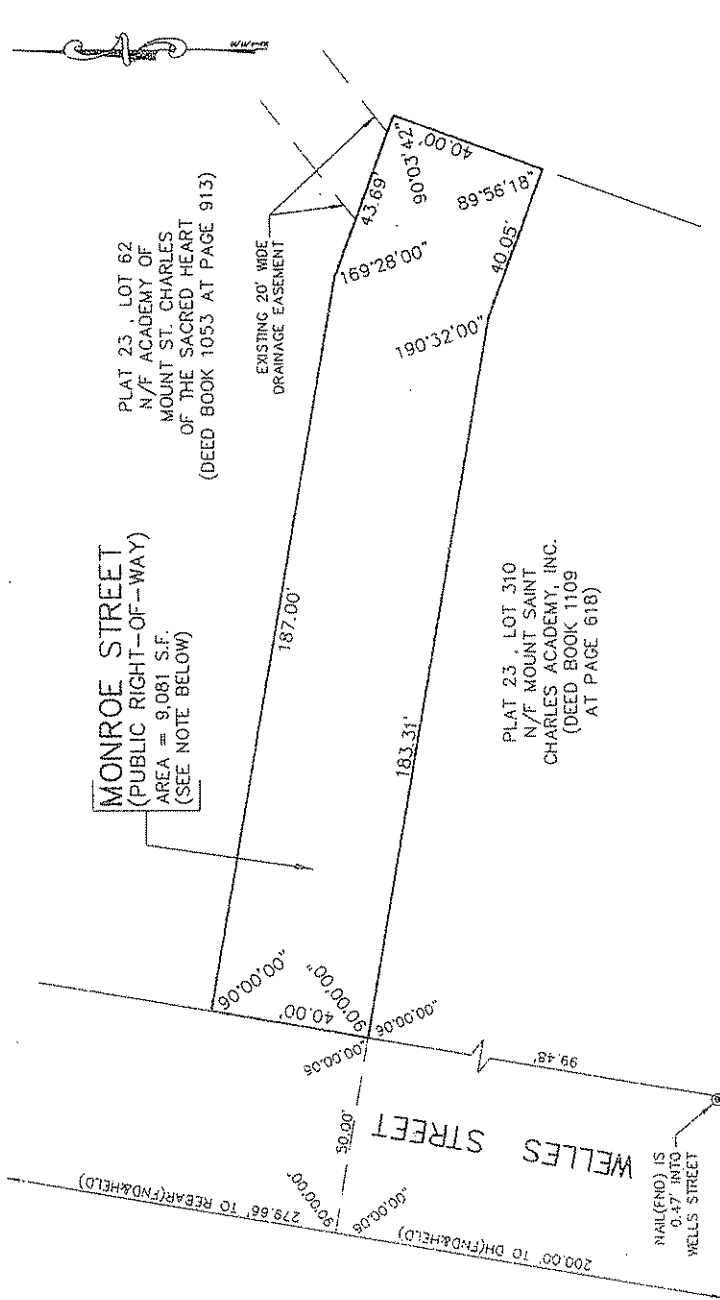 PLAT 23 , LOT 62
N/F ACADEMY OF
MOUNT ST. CHARLES
OF THE SACRED HEART
(DEED BOOK 1053 AT PAGE 913)
EXISTING 20' WIDE
DRAINAGE EASEMENT
43.69'
90°03'42"
40.00'
89°56'18"
40.05'
169°28'00"
190°32'00"
MONROE STREET
(PUBLIC RIGHT-OF-WAY)
AREA = 9,081 S.F.
(SEE NOTE BELOW)
187.00'
183.31'
PLAT 23 , LOT 310
N/F MOUNT SAINT
CHARLES ACADEMY, INC.
(DEED BOOK 1109
AT PAGE 618)
90°00'00"
40.00'
90°00'00"
90°00'00"
90°00'00"
99.48'
50.00'
WELLES STREET
90°00'00"
90°00'00"
279.66' TO REBAR(FND&HELD)
200.00' TO DH(FND&HELD)
NAIL(FND) IS
0.47' INTO
WELLS STREET